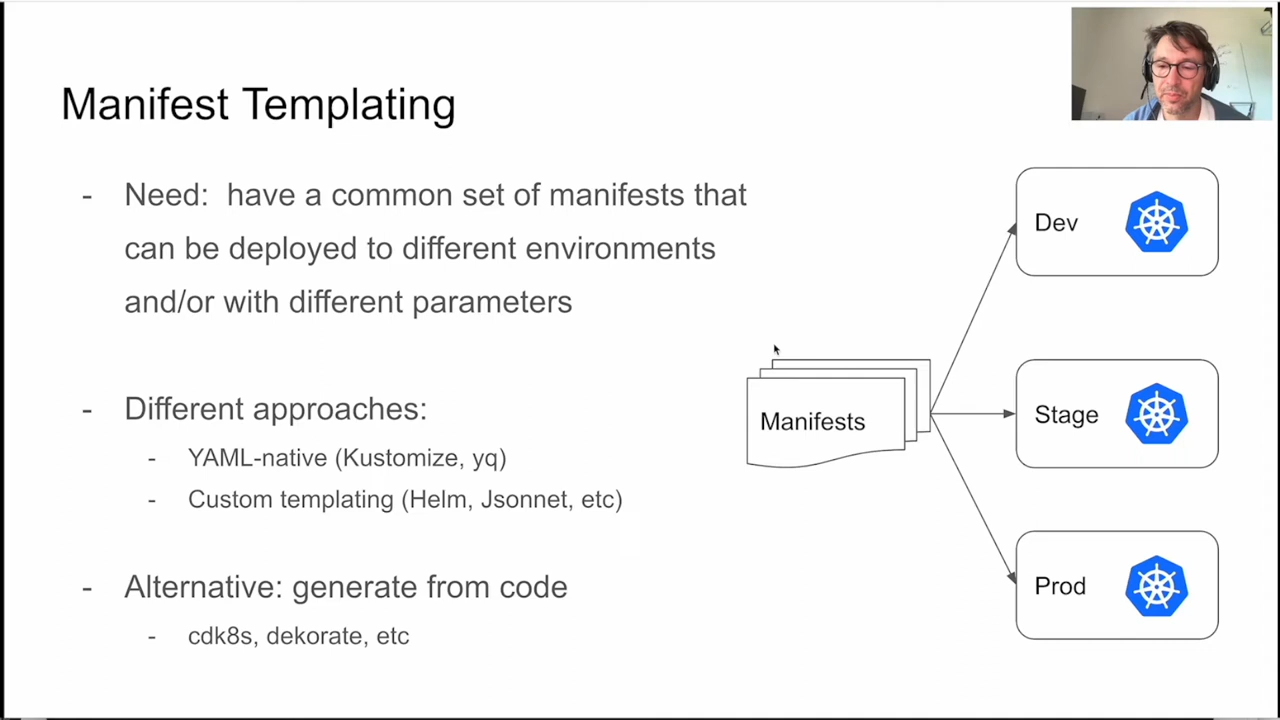 Manifest Templating
- Need:  have a common set of manifests that
can be deployed to different environments
and/or with different parameters
- Different approaches:
- YAML-native (Kustomize, yq)
- Custom templating (Helm, Jsonnet, etc)
- Alternative: generate from code
- cdk8s, dekorate, etc
Manifests
Dev
Stage
Prod